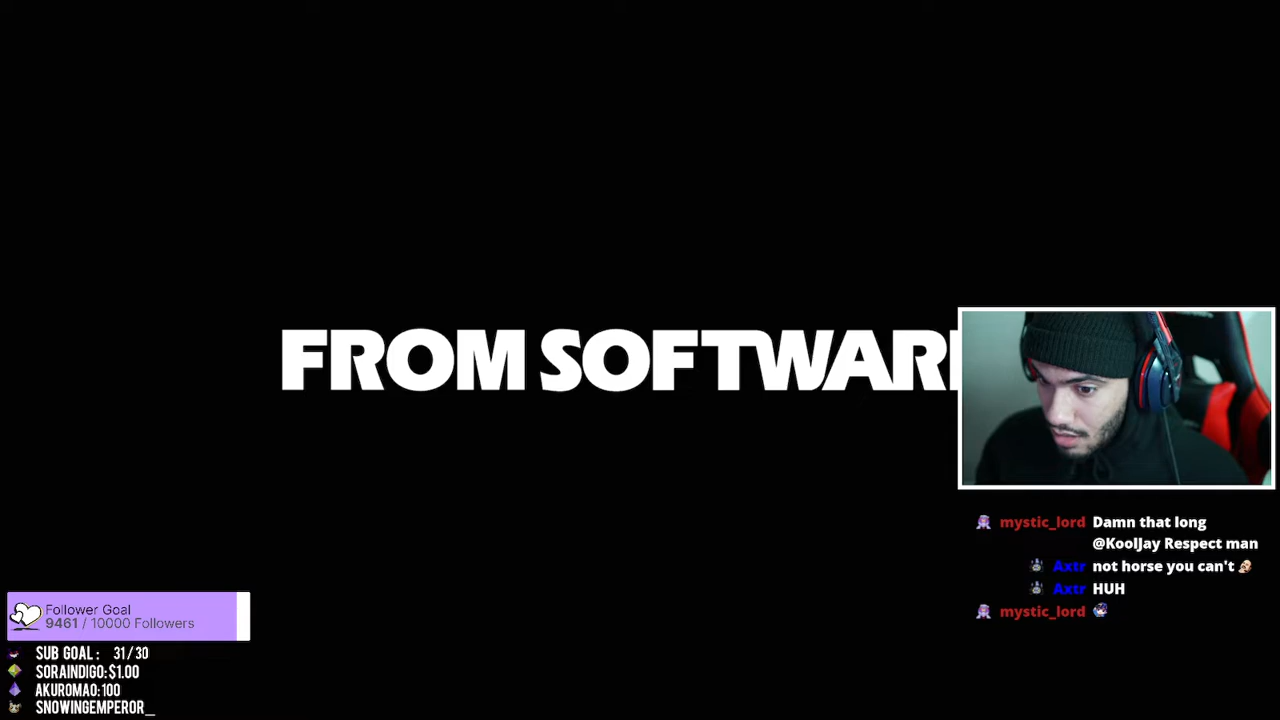 FROM SOFTWAR
mystic_lord Damn that long
@KoolJay Respect man
Axtr not horse you can't
Axtr HUH
mystic_lord
Follower Goal
9461 / 10000 Followers
SUB GOAL : 31/30
SORAINDIGO: $1.00
AKUROMAO: 100
SNOWINGEMPEROR_